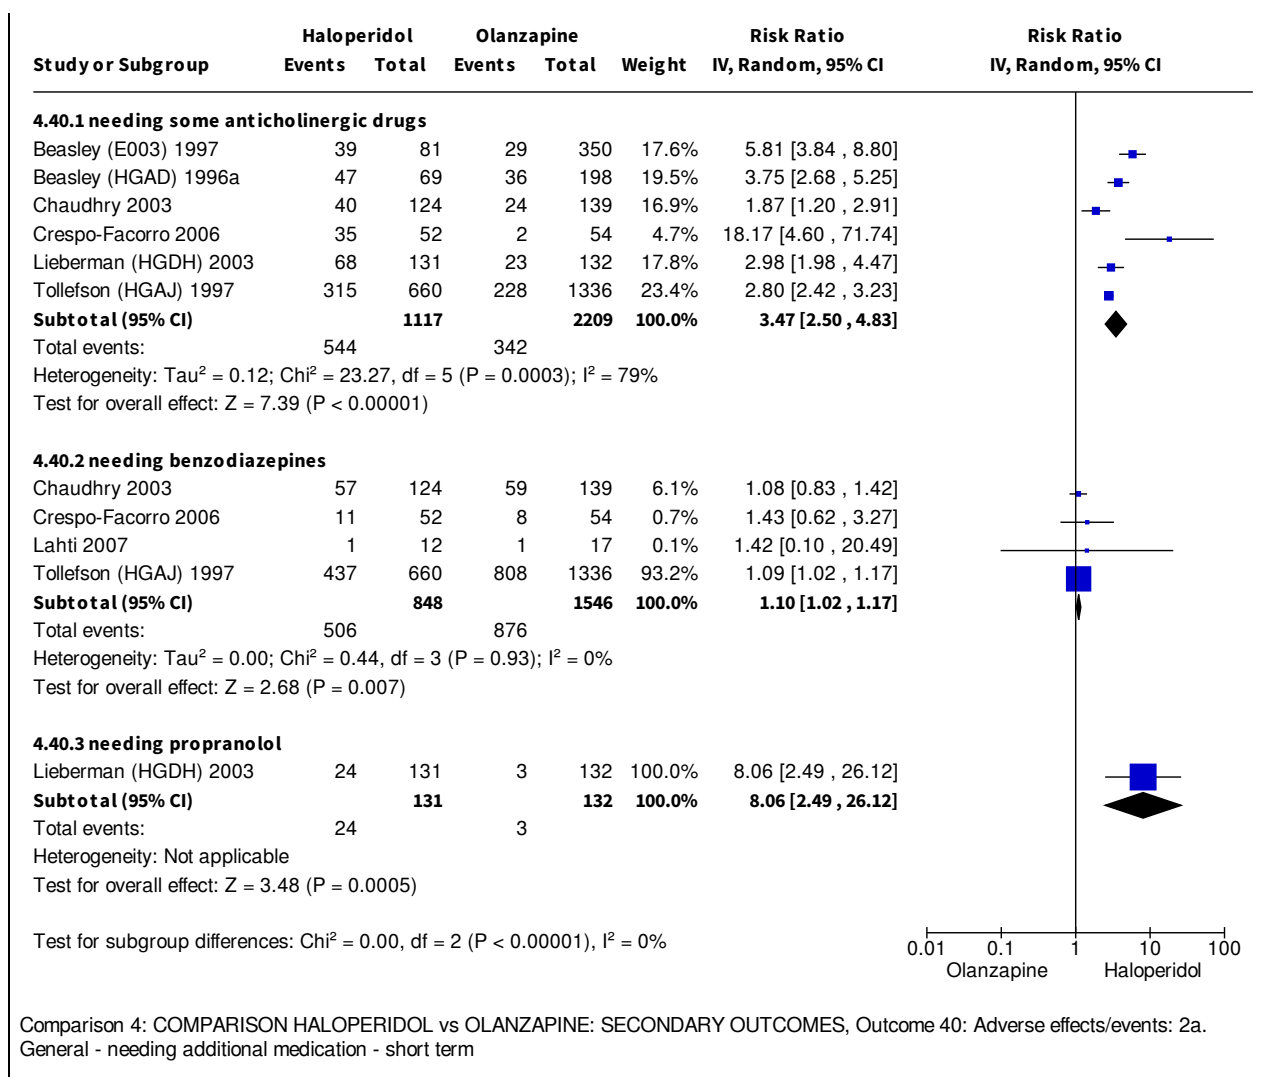 Haloperidol Olanzapine Risk Ratio Risk Ratio
Study or Subgroup Events Total Events Total Weight IV, Random, 95% CI IV, Random, 95% CI
4.40.1 needing some anticholinergic drugs
Beasley (E003) 1997 39 81 29 350 17.6% 5.81 [3.84 , 8.80]
Beasley (HGAD) 1996a 47 69 36 198 19.5% 3.75 [2.68 , 5.25]
Chaudhry 2003 40 124 24 139 16.9% 1.87 [1.20 , 2.91]
Crespo-Facorro 2006 35 52 2 54 4.7% 18.17 [4.60 , 71.74]
Lieberman (HGDH) 2003 68 131 23 132 17.8% 2.98 [1.98 , 4.47]
Tollefson (HGAJ) 1997 315 660 228 1336 23.4% 2.80 [2.42 , 3.23]
Subtotal (95% CI) 1117 2209 100.0% 3.47 [2.50 , 4.83]
Total events: 544 342
Heterogeneity: Tau² = 0.12; Chi² = 23.27, df = 5 (P = 0.0003); I² = 79%
Test for overall effect: Z = 7.39 (P < 0.00001)
4.40.2 needing benzodiazepines
Chaudhry 2003 57 124 59 139 6.1% 1.08 [0.83 , 1.42]
Crespo-Facorro 2006 11 52 8 54 0.7% 1.43 [0.62 , 3.27]
Lahti 2007 1 12 1 17 0.1% 1.42 [0.10 , 20.49]
Tollefson (HGAJ) 1997 437 660 808 1336 93.2% 1.09 [1.02 , 1.17]
Subtotal (95% CI) 848 1546 100.0% 1.10 [1.02 , 1.17]
Total events: 506 876
Heterogeneity: Tau² = 0.00; Chi² = 0.44, df = 3 (P = 0.93); I² = 0%
Test for overall effect: Z = 2.68 (P = 0.007)
4.40.3 needing propranolol
Lieberman (HGDH) 2003 24 131 3 132 100.0% 8.06 [2.49 , 26.12]
Subtotal (95% CI) 131 132 100.0% 8.06 [2.49 , 26.12]
Total events: 24 3
Heterogeneity: Not applicable
Test for overall effect: Z = 3.48 (P = 0.0005)
Test for subgroup differences: Chi² = 0.00, df = 2 (P < 0.00001), I² = 0%
0.01 0.1 1 10 100
Olanzapine Haloperidol
Comparison 4: COMPARISON HALOPERIDOL vs OLANZAPINE: SECONDARY OUTCOMES, Outcome 40: Adverse effects/events: 2a.
General - needing additional medication - short term